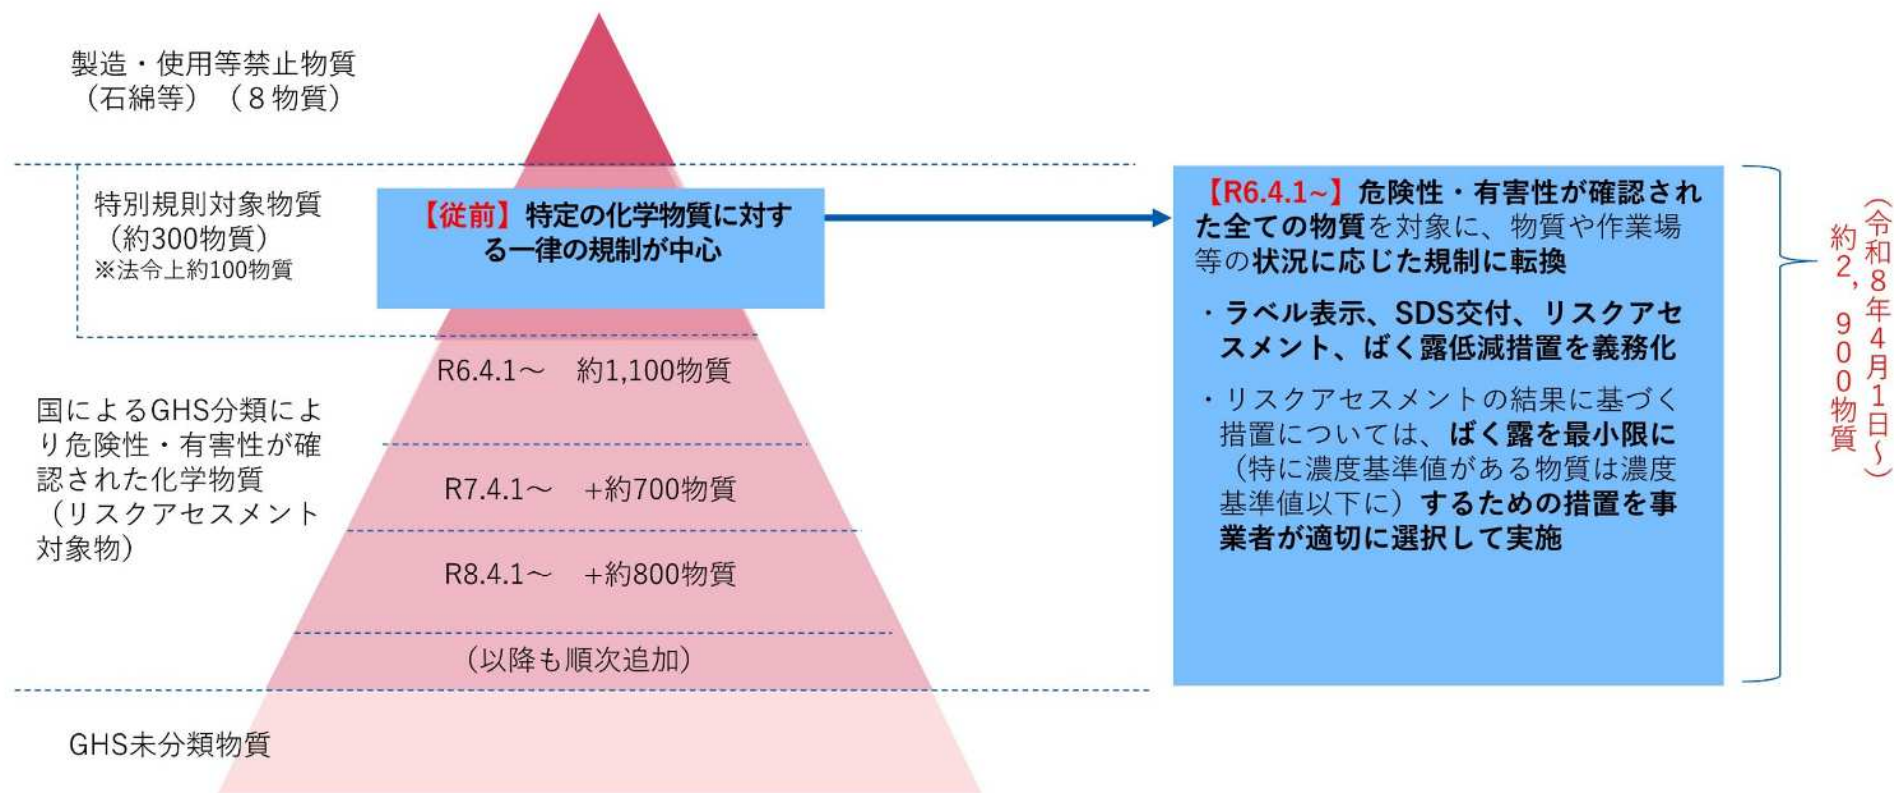 製造・使用等禁止物質
（石綿等）（８物質）
特別規則対象物質
（約300物質）
※法令上約100物質
【従前】特定の化学物質に対す
る一律の規制が中心
国によるGHS分類によ
り危険性・有害性が確
認された化学物質
（リスクアセスメント
対象物）
R6.4.1～　約1,100物質
R7.4.1～　+約700物質
R8.4.1～　+約800物質
（以降も順次追加）
GHS未分類物質
【R6.4.1~】危険性・有害性が確認され
た全ての物質を対象に、物質や作業場
等の状況に応じた規制に転換
・ラベル表示、SDS交付、リスクアセ
スメント、ばく露低減措置を義務化
・リスクアセスメントの結果に基づく
措置については、ばく露を最小限に
（特に濃度基準値がある物質は濃度
基準値以下に）するための措置を事
業者が適切に選択して実施
（令和８年４月１日～）
約２，９００物質